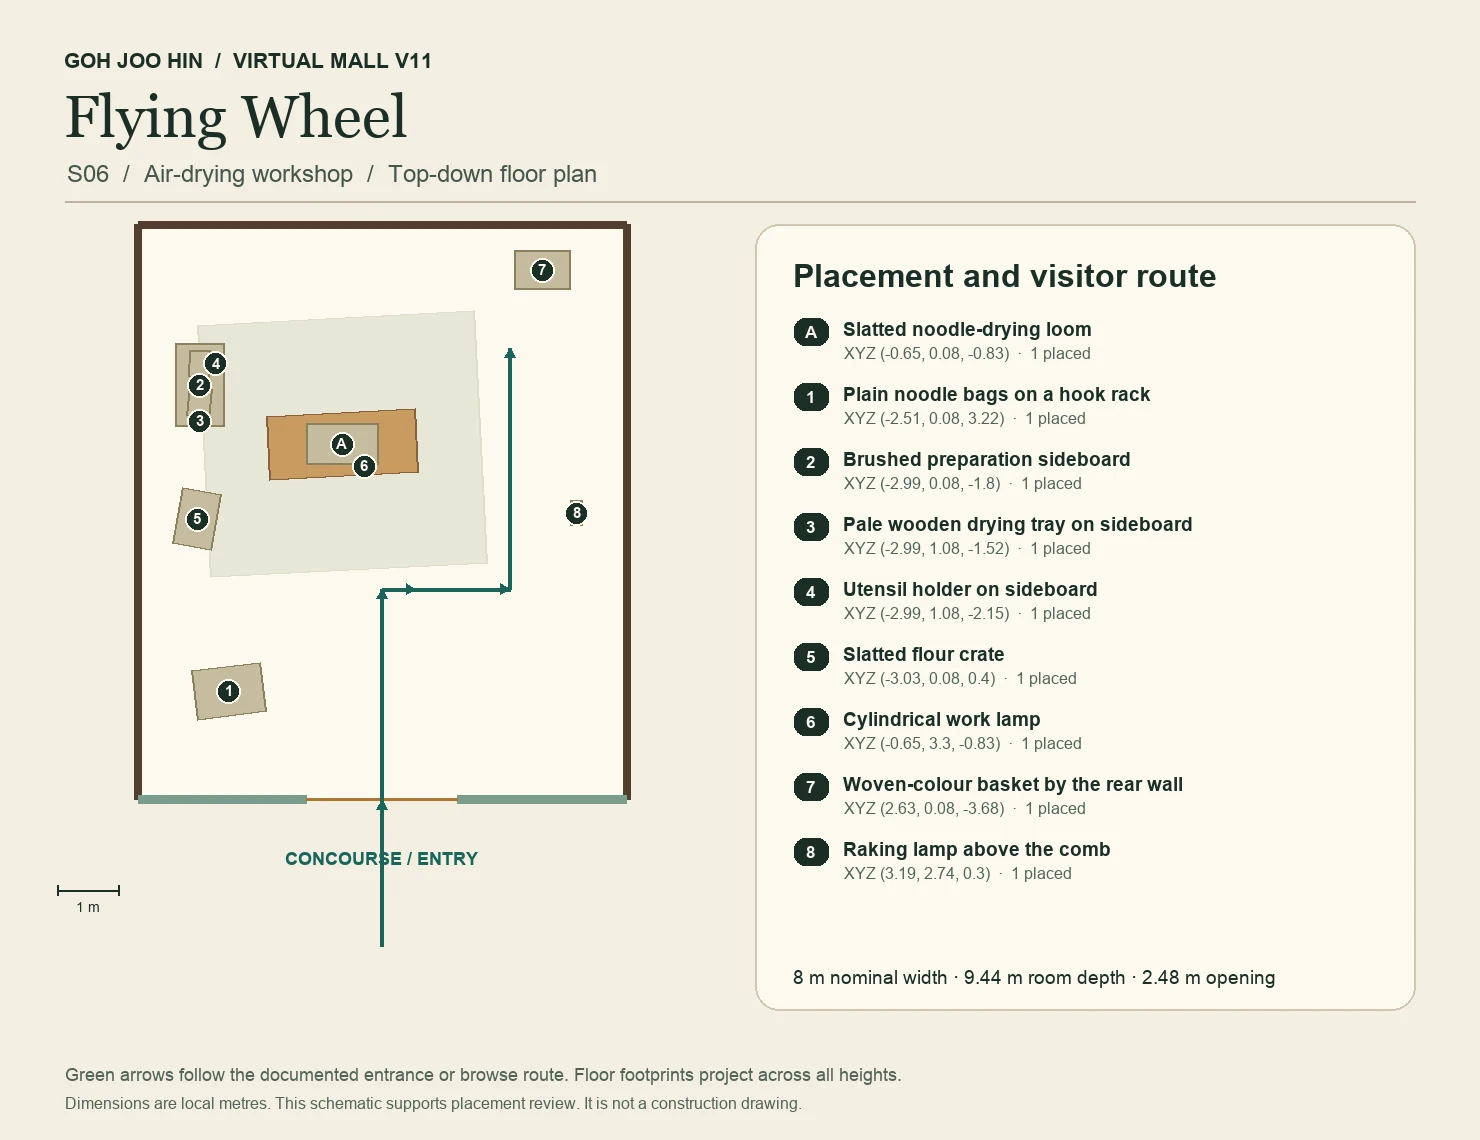 GOH JOO HIN / VIRTUAL MALL V11
Flying Wheel
S06 / Air-drying workshop / Top-down floor plan
7
4
2
3
A
6
5
8
1
CONCOURSE / ENTRY
1 m
Placement and visitor route
A Slatted noodle-drying loom
XYZ (-0.65, 0.08, -0.83) · 1 placed
1 Plain noodle bags on a hook rack
XYZ (-2.51, 0.08, 3.22) · 1 placed
2 Brushed preparation sideboard
XYZ (-2.99, 0.08, -1.8) · 1 placed
3 Pale wooden drying tray on sideboard
XYZ (-2.99, 1.08, -1.52) · 1 placed
4 Utensil holder on sideboard
XYZ (-2.99, 1.08, -2.15) · 1 placed
5 Slatted flour crate
XYZ (-3.03, 0.08, 0.4) · 1 placed
6 Cylindrical work lamp
XYZ (-0.65, 3.3, -0.83) · 1 placed
7 Woven-colour basket by the rear wall
XYZ (2.63, 0.08, -3.68) · 1 placed
8 Raking lamp above the comb
XYZ (3.19, 2.74, 0.3) · 1 placed
8 m nominal width · 9.44 m room depth · 2.48 m opening
Green arrows follow the documented entrance or browse route. Floor footprints project across all heights.
Dimensions are local metres. This schematic supports placement review. It is not a construction drawing.